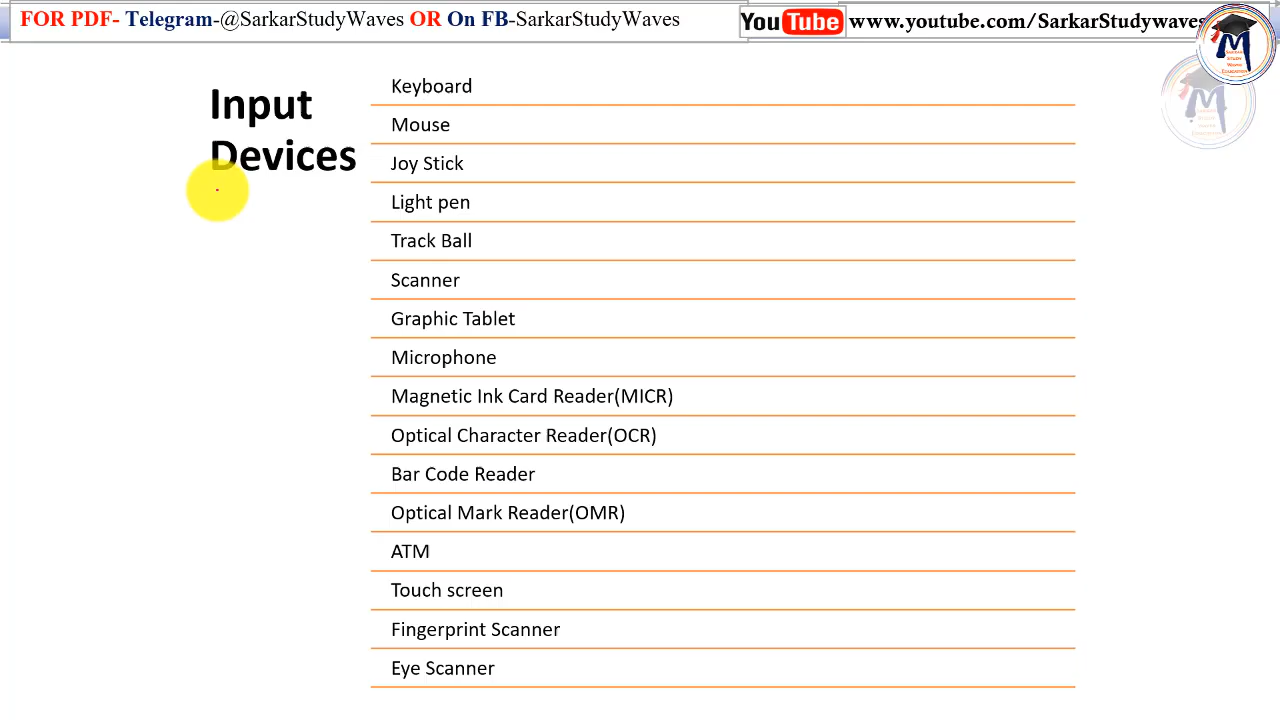 FOR PDF- Telegram-@SarkarStudyWaves OR On FB-SarkarStudyWaves
YouTube www.youtube.com/SarkarStudywaves
Input
Devices
Keyboard
Mouse
Joy Stick
Light pen
Track Ball
Scanner
Graphic Tablet
Microphone
Magnetic Ink Card Reader(MICR)
Optical Character Reader(OCR)
Bar Code Reader
Optical Mark Reader(OMR)
ATM
Touch screen
Fingerprint Scanner
Eye Scanner